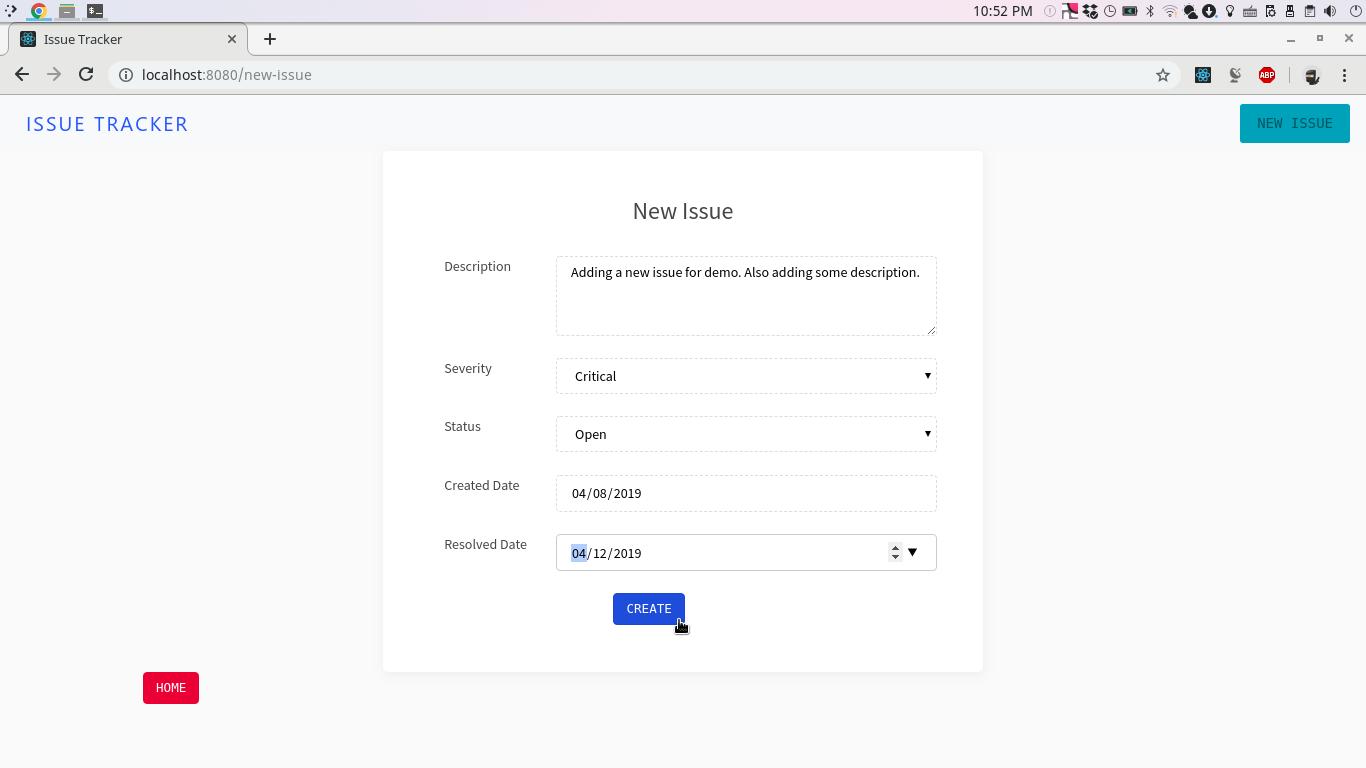 10:52 PM
Issue Tracker
localhost:8080/new-issue
ABP
ISSUE TRACKER
NEW ISSUE
New Issue
Description
Adding a new issue for demo. Also adding some description.
Severity
Critical
Status
Open
Created Date
04/08/2019
Resolved Date
04/12/2019
CREATE
HOME